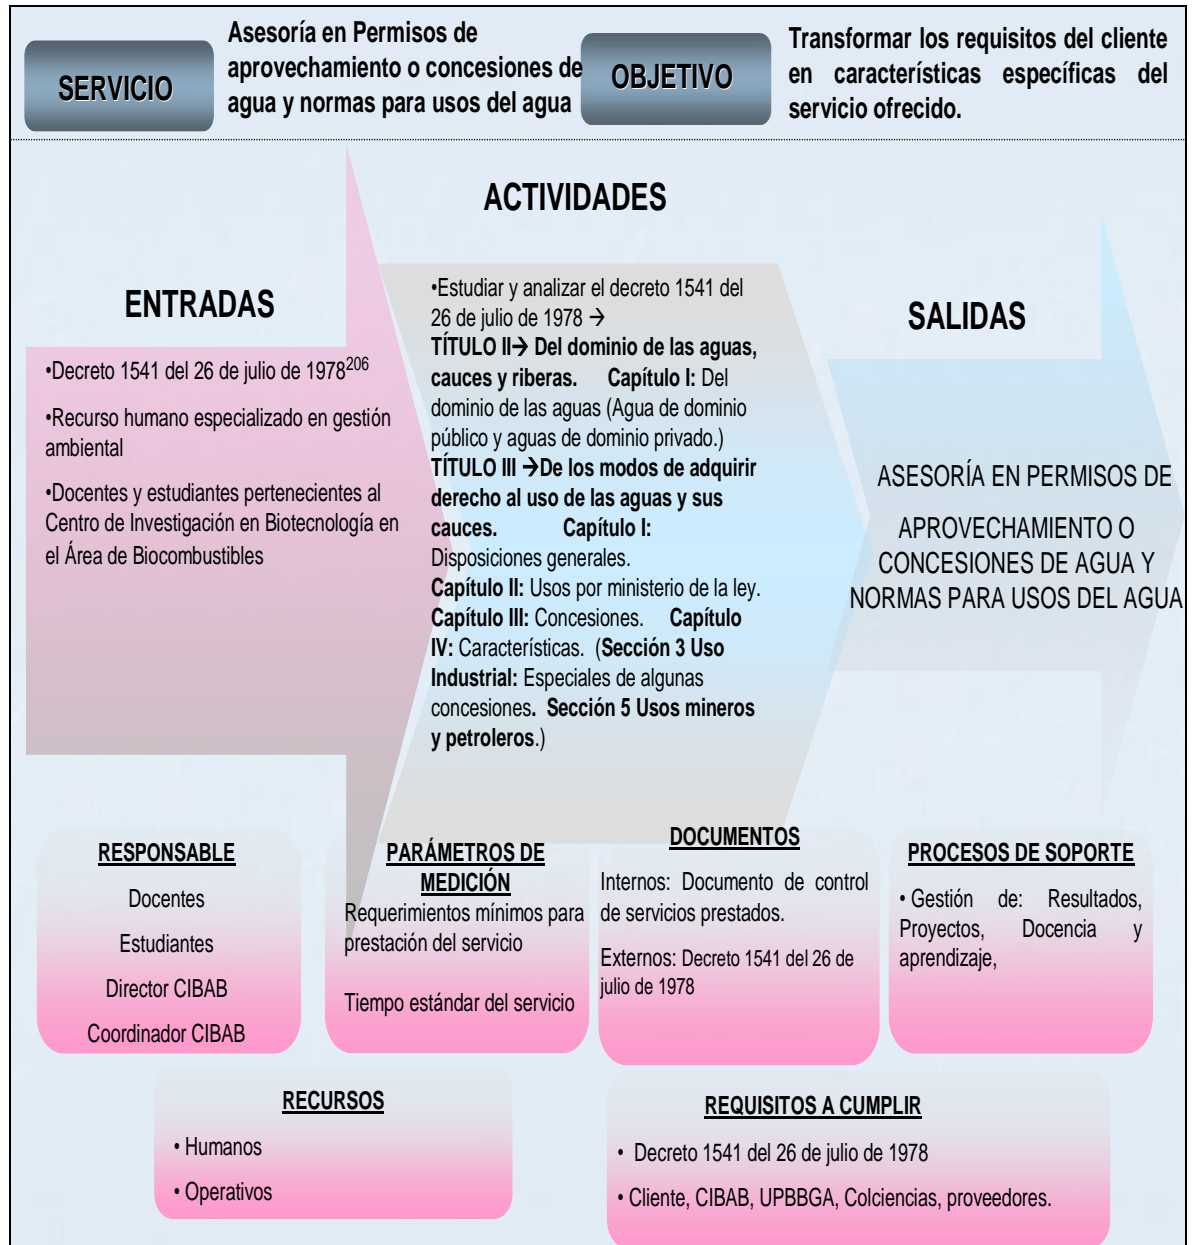 SERVICIO
Asesoría en Permisos de
aprovechamiento o concesiones de
agua y normas para usos del agua
OBJETIVO
Transformar los requisitos del cliente
en características específicas del
servicio ofrecido.
ACTIVIDADES
ENTRADAS
•Decreto 1541 del 26 de julio de 1978206
•Recurso humano especializado en gestión
ambiental
•Docentes y estudiantes pertenecientes al
Centro de Investigación en Biotecnología en
el Área de Biocombustibles
•Estudiar y analizar el decreto 1541 del
26 de julio de 1978 →
TÍTULO II→ Del dominio de las aguas,
cauces y riberas. Capítulo I: Del
dominio de las aguas (Agua de dominio
público y aguas de dominio privado.)
TÍTULO III →De los modos de adquirir
derecho al uso de las aguas y sus
cauces. Capítulo I:
Disposiciones generales.
Capítulo II: Usos por ministerio de la ley.
Capítulo III: Concesiones. Capítulo
IV: Características. (Sección 3 Uso
Industrial: Especiales de algunas
concesiones. Sección 5 Usos mineros
y petroleros.)
SALIDAS
ASESORÍA EN PERMISOS DE
APROVECHAMIENTO O
CONCESIONES DE AGUA Y
NORMAS PARA USOS DEL AGUA
RESPONSABLE
Docentes
Estudiantes
Director CIBAB
Coordinador CIBAB
PARÁMETROS DE
MEDICIÓN
Requerimientos mínimos para
prestación del servicio
Tiempo estándar del servicio
DOCUMENTOS
Internos: Documento de control
de servicios prestados.
Externos: Decreto 1541 del 26 de
julio de 1978
PROCESOS DE SOPORTE
• Gestión de: Resultados,
Proyectos, Docencia y
aprendizaje,
RECURSOS
• Humanos
• Operativos
REQUISITOS A CUMPLIR
• Decreto 1541 del 26 de julio de 1978
• Cliente, CIBAB, UPBBGA, Colciencias, proveedores.